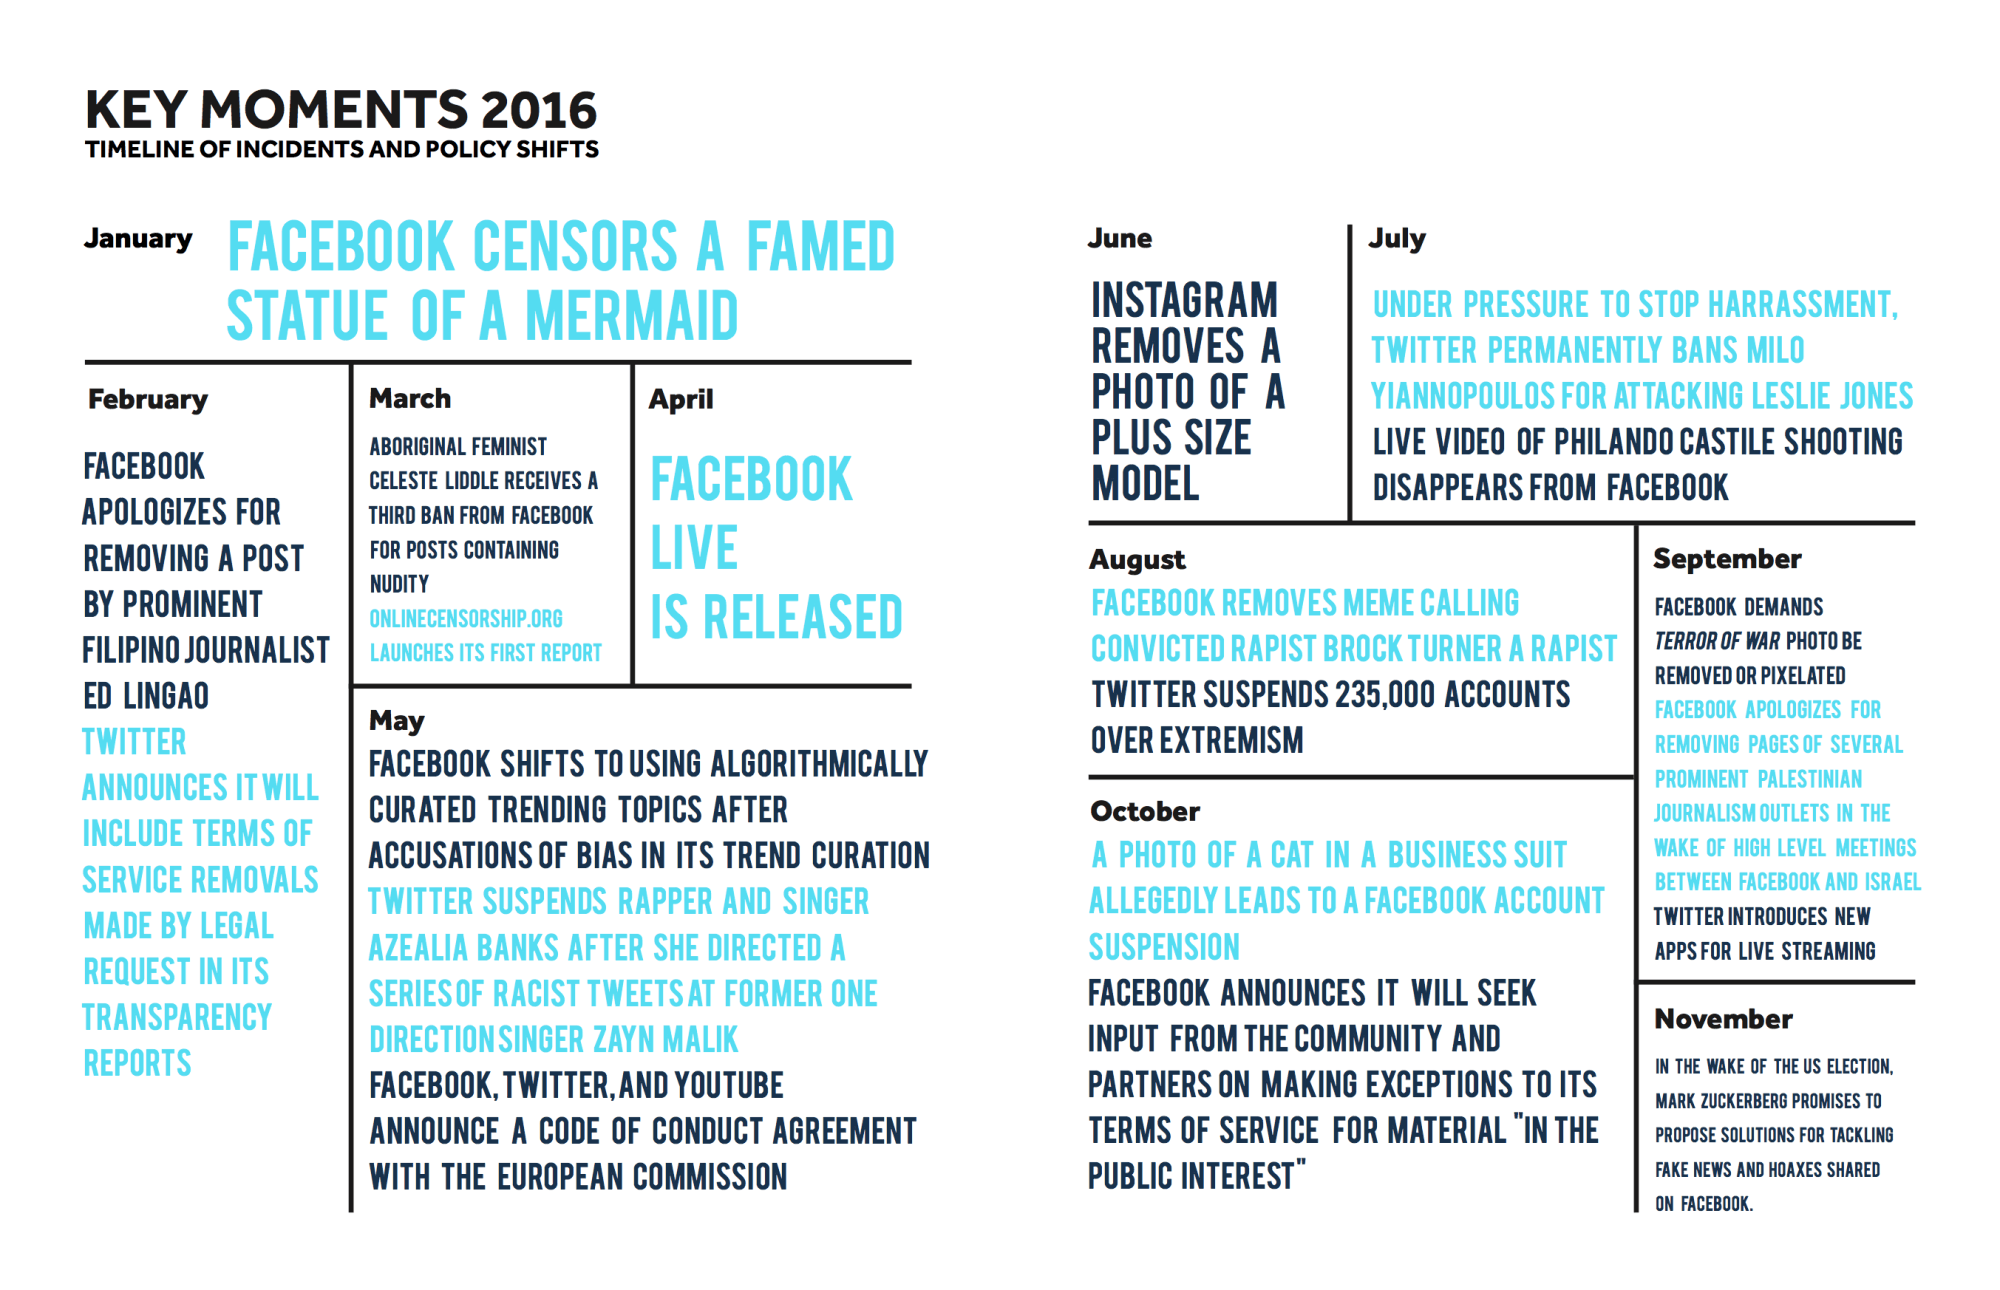 KEY MOMENTS 2016
TIMELINE OF INCIDENTS AND POLICY SHIFTS
January
FACEBOOK CENSORS A FAMED
STATUE OF A MERMAID
February
FACEBOOK
APOLOGIZES FOR
REMOVING A POST
BY PROMINENT
FILIPINO JOURNALIST
ED LINGAO
TWITTER
ANNOUNCES IT WILL
INCLUDE TERMS OF
SERVICE REMOVALS
MADE BY LEGAL
REQUEST IN ITS
TRANSPARENCY
REPORTS
March
ABORIGINAL FEMINIST
CELESTE LIDDLE RECEIVES A
THIRD BAN FROM FACEBOOK
FOR POSTS CONTAINING
NUDITY
ONLINECENSORSHIP.ORG
LAUNCHES ITS FIRST REPORT
April
FACEBOOK
LIVE
IS RELEASED
May
FACEBOOK SHIFTS TO USING ALGORITHMICALLY
CURATED TRENDING TOPICS AFTER
ACCUSATIONS OF BIAS IN ITS TREND CURATION
TWITTER SUSPENDS RAPPER AND SINGER
AZEALIA BANKS AFTER SHE DIRECTED A
SERIES OF RACIST TWEETS AT FORMER ONE
DIRECTION SINGER ZAYN MALIK
FACEBOOK, TWITTER, AND YOUTUBE
ANNOUNCE A CODE OF CONDUCT AGREEMENT
WITH THE EUROPEAN COMMISSION
June
INSTAGRAM
REMOVES A
PHOTO OF A
PLUS SIZE
MODEL
July
UNDER PRESSURE TO STOP HARRASSMENT,
TWITTER PERMANENTLY BANS MILO
YIANNOPOULOS FOR ATTACKING LESLIE JONES
LIVE VIDEO OF PHILANDO CASTILE SHOOTING
DISAPPEARS FROM FACEBOOK
August
FACEBOOK REMOVES MEME CALLING
CONVICTED RAPIST BROCK TURNER A RAPIST
TWITTER SUSPENDS 235,000 ACCOUNTS
OVER EXTREMISM
September
FACEBOOK DEMANDS
TERROR OF WAR PHOTO BE
REMOVED OR PIXELATED
FACEBOOK APOLOGIZES FOR
REMOVING PAGES OF SEVERAL
PROMINENT PALESTINIAN
JOURNALISM OUTLETS IN THE
WAKE OF HIGH LEVEL MEETINGS
BETWEEN FACEBOOK AND ISRAEL
TWITTER INTRODUCES NEW
APPS FOR LIVE STREAMING
October
A PHOTO OF A CAT IN A BUSINESS SUIT
ALLEGEDLY LEADS TO A FACEBOOK ACCOUNT
SUSPENSION
FACEBOOK ANNOUNCES IT WILL SEEK
INPUT FROM THE COMMUNITY AND
PARTNERS ON MAKING EXCEPTIONS TO ITS
TERMS OF SERVICE FOR MATERIAL "IN THE
PUBLIC INTEREST"
November
IN THE WAKE OF THE US ELECTION,
MARK ZUCKERBERG PROMISES TO
PROPOSE SOLUTIONS FOR TACKLING
FAKE NEWS AND HOAXES SHARED
ON FACEBOOK.